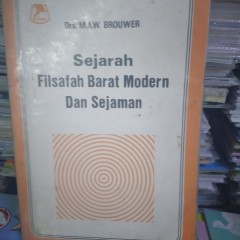 Drs. M.A.W. BROUWER
Sejarah
Filsafah Barat Modern
Dan Sejaman